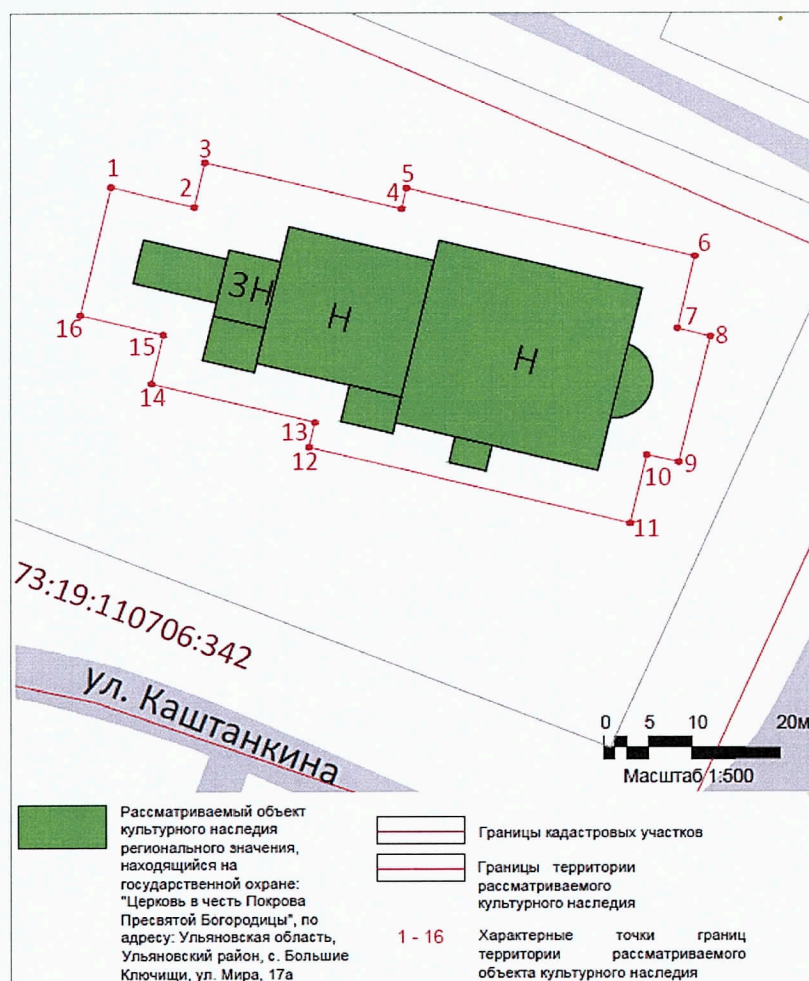 3
1
5
2
4
6
3Н
Н
7
8
16
15
Н
14
13
12
10
9
11
73:19:110706:342
ул. Каштанкина
0 5 10 20м
Масштаб 1:500
Рассматриваемый объект
культурного наследия
регионального значения,
находящийся на
государственной охране:
"Церковь в честь Покрова
Пресвятой Богородицы", по
адресу: Ульяновская область,
Ульяновский район, с. Большие
Ключищи, ул. Мира, 17а
Границы кадастровых участков
Границы территории
рассматриваемого
культурного наследия
1 - 16
Характерные точки границ
территории рассматриваемого
объекта культурного наследия